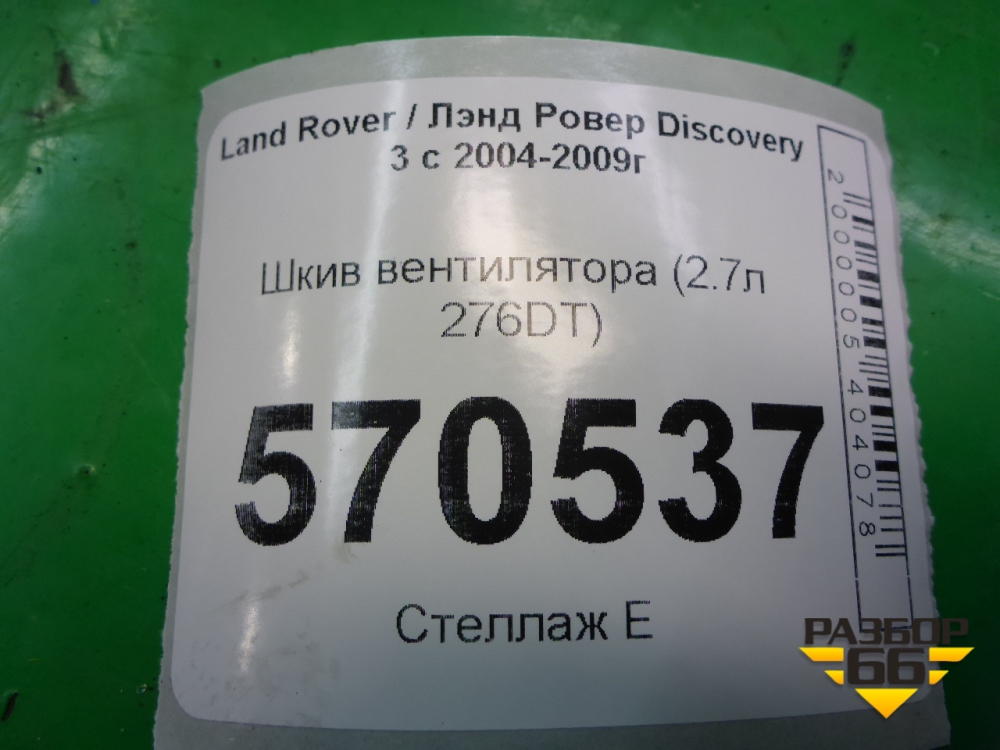 Land Rover / Лэнд Ровер Discovery
3 с 2004-2009г
Шкив вентилятора (2.7л
276DT)
570537
Стеллаж Е
2000005404078
РАЗБОР
66